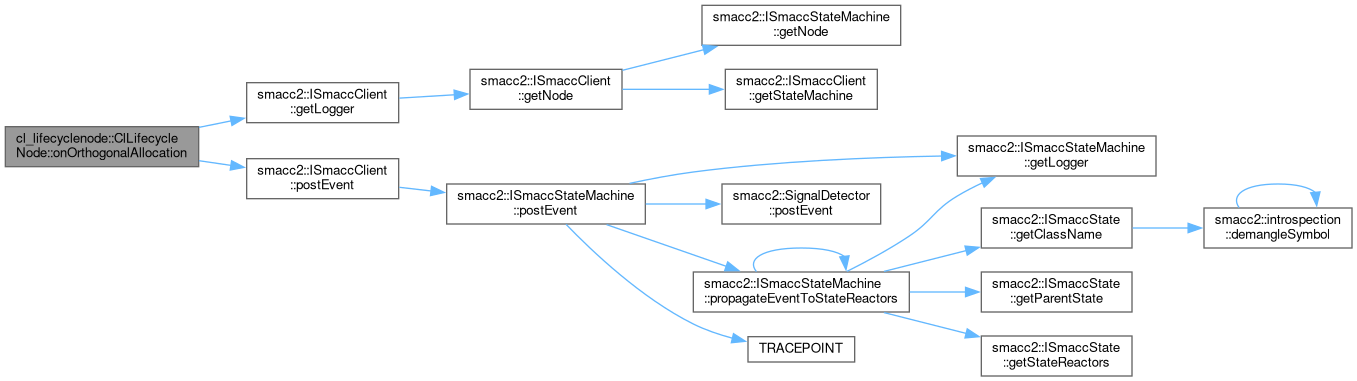 smacc2::ISmaccStateMachine
::getNode
smacc2::ISmaccClient
::getLogger
smacc2::ISmaccClient
::getNode
smacc2::ISmaccClient
::getStateMachine
cl_lifecyclenode::ClLifecycle
Node::onOrthogonalAllocation
smacc2::ISmaccClient
::postEvent
smacc2::ISmaccStateMachine
::postEvent
smacc2::ISmaccStateMachine
::getLogger
smacc2::SignalDetector
::postEvent
smacc2::ISmaccState
::getClassName
smacc2::introspection
::demangleSymbol
smacc2::ISmaccStateMachine
::propagateEventToStateReactors
smacc2::ISmaccState
::getParentState
TRACEPOINT
smacc2::ISmaccState
::getStateReactors